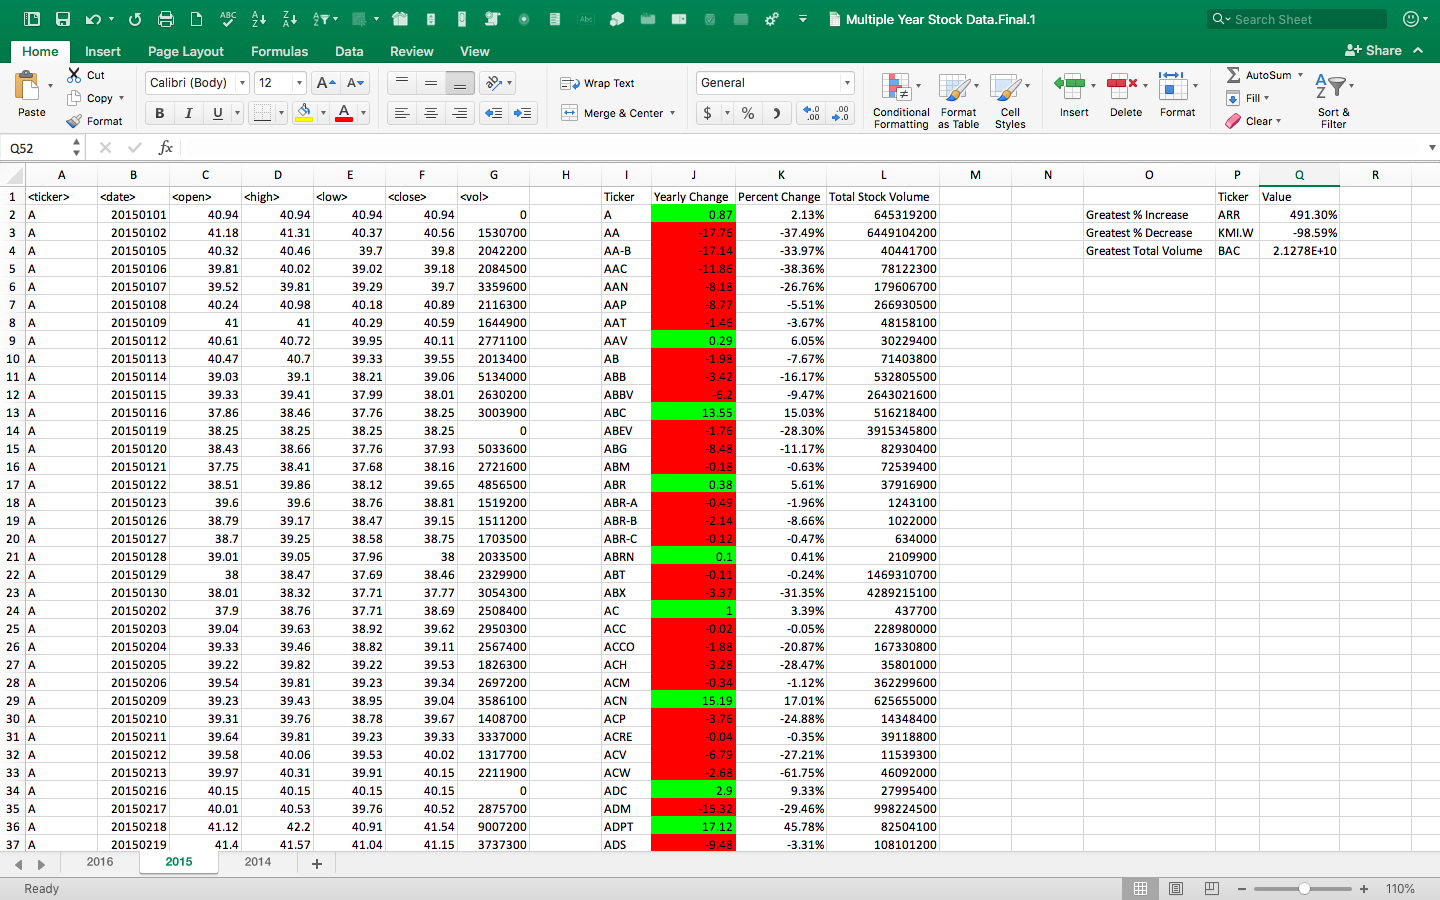 Multiple Year Stock Data.Final.1
Search Sheet
Home Insert Page Layout Formulas Data Review View
Share
Paste
Cut
Copy
Format
Calibri (Body) 12
B I U
Wrap Text
Merge & Center
General
$ % )
Conditional Formatting
Format as Table
Cell Styles
Insert Delete Format
AutoSum
Fill
Clear
Sort & Filter
Q52 fx
A B C D E F G H I J K L M N O P Q R
1 <ticker> <date> <open> <high> <low> <close> <vol> Ticker Yearly Change Percent Change Total Stock Volume Ticker Value
2 A 20150101 40.94 40.94 40.94 40.94 0 A 0.87 2.13% 645319200 Greatest % Increase ARR 491.30%
3 A 20150102 41.18 41.31 40.37 40.56 1530700 AA -17.76 -37.49% 6449104200 Greatest % Decrease KMI.W -98.59%
4 A 20150105 40.32 40.46 39.7 39.8 2042200 AA-B -17.14 -33.97% 40441700 Greatest Total Volume BAC 2.1278E+10
5 A 20150106 39.81 40.02 39.02 39.18 2084500 AAC -11.86 -38.36% 78122300
6 A 20150107 39.52 39.81 39.29 39.7 3359600 AAN -8.18 -26.76% 179606700
7 A 20150108 40.24 40.98 40.18 40.89 2116300 AAP -8.77 -5.51% 266930500
8 A 20150109 41 41 40.29 40.59 1644900 AAT -1.46 -3.67% 48158100
9 A 20150112 40.61 40.72 39.95 40.11 2771100 AAV 0.29 6.05% 30229400
10 A 20150113 40.47 40.7 39.33 39.55 2013400 AB -1.98 -7.67% 71403800
11 A 20150114 39.03 39.1 38.21 39.06 5134000 ABB -3.42 -16.17% 532805500
12 A 20150115 39.33 39.41 37.99 38.01 2630200 ABBV -6.2 -9.47% 2643021600
13 A 20150116 37.86 38.46 37.76 38.25 3003900 ABC 13.55 15.03% 516218400
14 A 20150119 38.25 38.25 38.25 38.25 0 ABEV -1.76 -28.30% 3915345800
15 A 20150120 38.43 38.66 37.76 37.93 5033600 ABG -8.48 -11.17% 82930400
16 A 20150121 37.75 38.41 37.68 38.16 2721600 ABM -0.18 -0.63% 72539400
17 A 20150122 38.51 39.86 38.12 39.65 4856500 ABR 0.38 5.61% 37916900
18 A 20150123 39.6 39.6 38.76 38.81 1519200 ABR-A -0.49 -1.96% 1243100
19 A 20150126 38.79 39.17 38.47 39.15 1511200 ABR-B -2.14 -8.66% 1022000
20 A 20150127 38.7 39.25 38.58 38.75 1703500 ABR-C -0.12 -0.47% 634000
21 A 20150128 39.01 39.05 37.96 38 2033500 ABRN 0.1 0.41% 2109900
22 A 20150129 38 38.47 37.69 38.46 2329900 ABT -0.11 -0.24% 1469310700
23 A 20150130 38.01 38.32 37.71 37.77 3054300 ABX -3.37 -31.35% 4289215100
24 A 20150202 37.9 38.76 37.71 38.69 2508400 AC 1 3.39% 437700
25 A 20150203 39.04 39.63 38.92 39.62 2950300 ACC -0.02 -0.05% 228980000
26 A 20150204 39.33 39.46 38.82 39.11 2567400 ACCO -1.88 -20.87% 167330800
27 A 20150205 39.22 39.82 39.22 39.53 1826300 ACH -3.28 -28.47% 35801000
28 A 20150206 39.54 39.81 39.23 39.34 2697200 ACM -0.34 -1.12% 362299600
29 A 20150209 39.23 39.43 38.95 39.04 3586100 ACN 15.19 17.01% 625655000
30 A 20150210 39.31 39.76 38.78 39.67 1408700 ACP -3.76 -24.88% 14348400
31 A 20150211 39.64 39.81 39.23 39.33 3337000 ACRE -0.04 -0.35% 39118800
32 A 20150212 39.58 40.06 39.53 40.02 1317700 ACV -6.79 -27.21% 11539300
33 A 20150213 39.97 40.31 39.91 40.15 2211900 ACW -2.68 -61.75% 46092000
34 A 20150216 40.15 40.15 40.15 40.15 0 ADC 2.9 9.33% 27995400
35 A 20150217 40.01 40.53 39.76 40.52 2875700 ADM -15.32 -29.46% 998224500
36 A 20150218 41.12 42.2 40.91 41.54 9007200 ADPT 17.12 45.78% 82504100
37 A 20150219 41.4 41.57 41.04 41.15 3737300 ADS -9.48 -3.31% 108101200
2016 2015 2014 +
Ready 110%